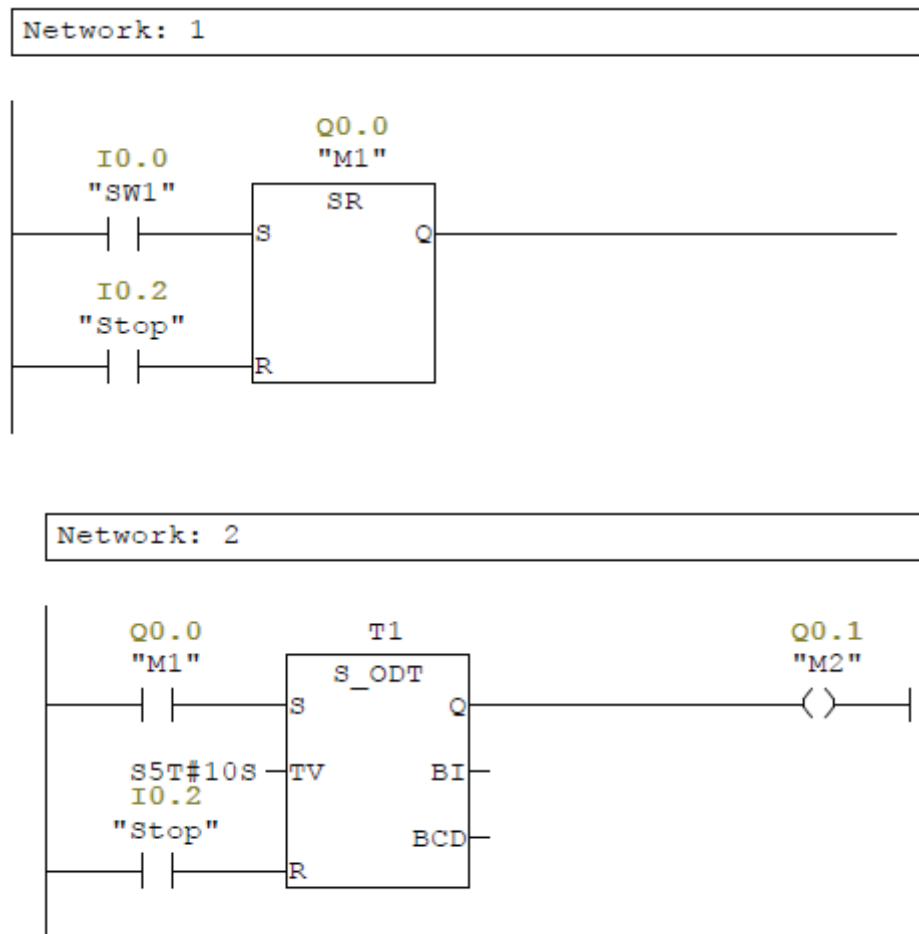 Network: 1
Q0.0
"M1"
I0.0
"SW1"
SR
S
Q
I0.2
"Stop"
R
Network: 2
Q0.0
"M1"
T1
Q0.1
"M2"
S_ODT
S
Q
S5T#10S
TV
BI
I0.2
"Stop"
BCD
R